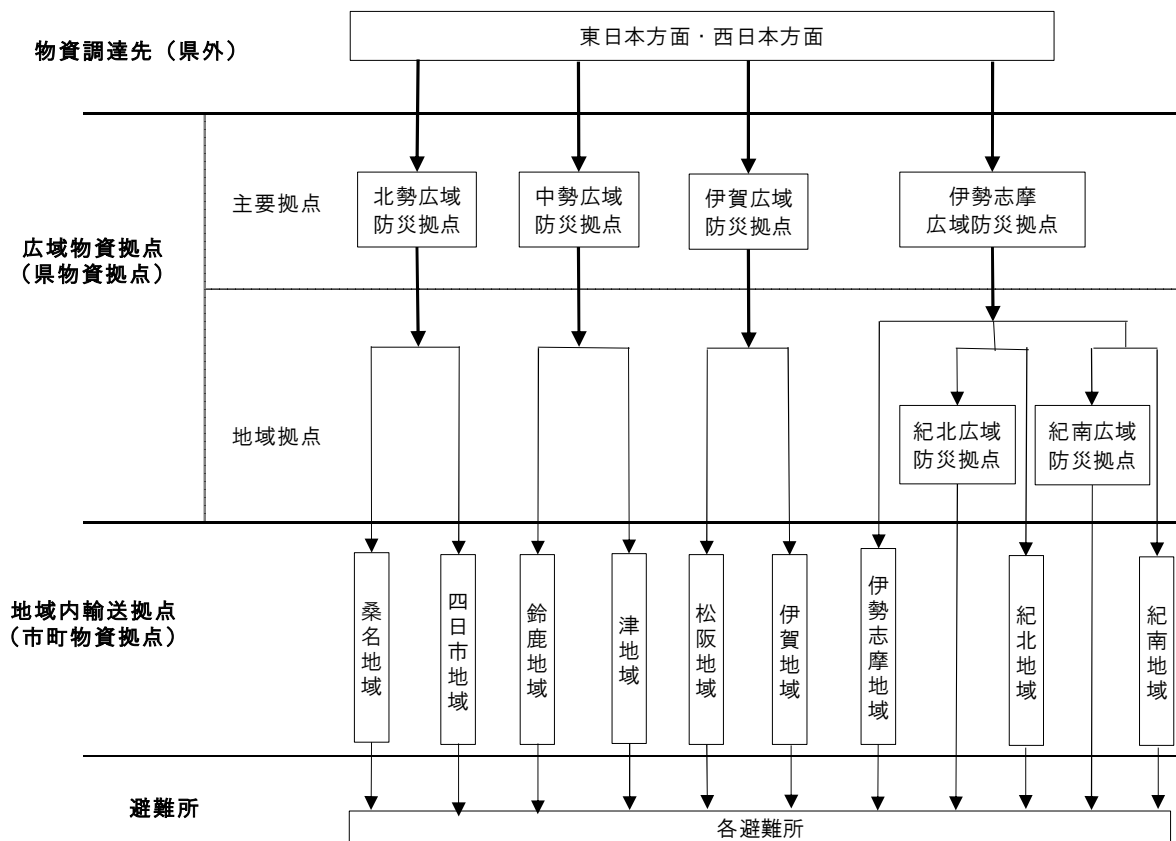 物資調達先（県外）
東日本方面・西日本方面
広域物資拠点
（県物資拠点）
主要拠点
北勢広域
防災拠点
中勢広域
防災拠点
伊賀広域
防災拠点
伊勢志摩
広域防災拠点
地域拠点
紀北広域
防災拠点
紀南広域
防災拠点
地域内輸送拠点
（市町物資拠点）
桑名地域
四日市地域
鈴鹿地域
津地域
松阪地域
伊賀地域
伊勢志摩地域
紀北地域
紀南地域
避難所
各避難所